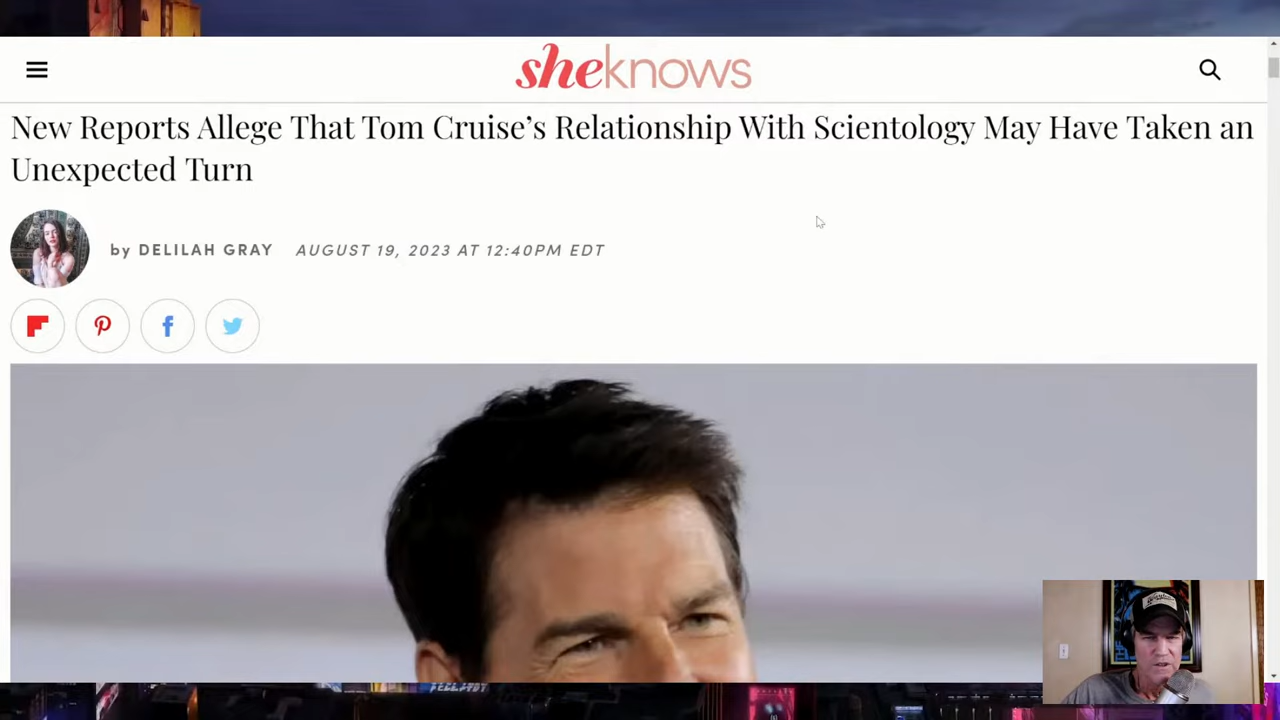 sheknows
New Reports Allege That Tom Cruise's Relationship With Scientology May Have Taken an
Unexpected Turn
by DELILAH GRAY AUGUST 19, 2023 AT 12:40PM EDT